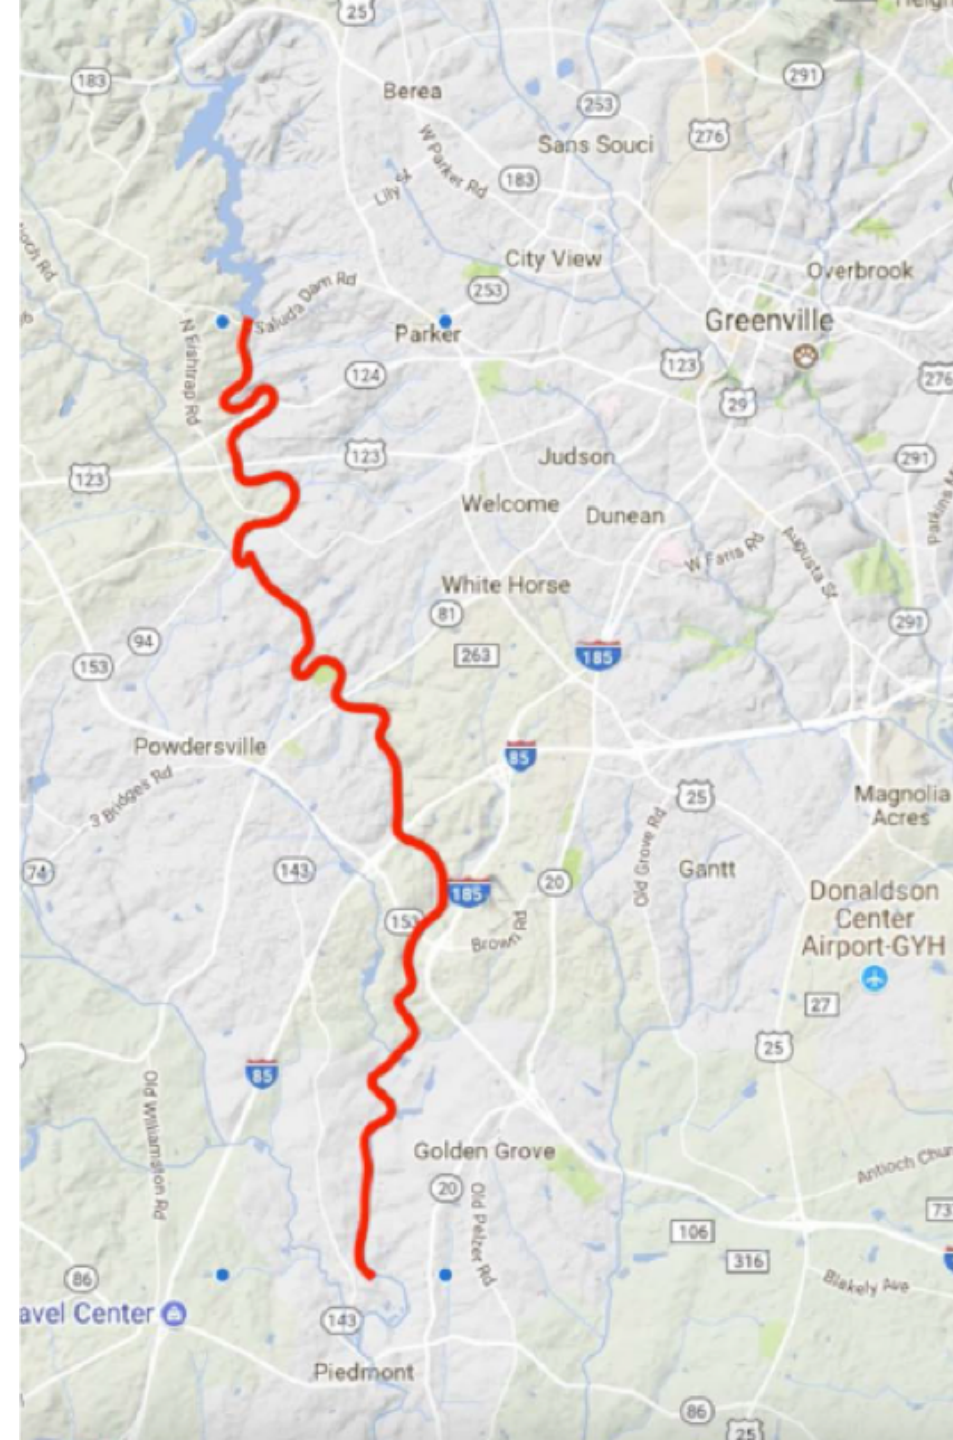 25
183
Berea
291
253
276
Sans Souci
W Parker Rd
183
Lily St
City View
Overbrook
253
Saluda Dam Rd
Greenville
N Fishtrap Rd
Parker
123
124
276
29
123
Judson
291
123
Welcome
Dunean
Augusta St
W Faris Rd
White Horse
81
291
94
263
185
153
Powdersville
85
3 Bridges Rd
25
Magnolia
Acres
Old Grove Rd
74
143
185
20
Gantt
Donaldson
Center
Airport-GYH
153
Brown Rd
27
25
85
Old Williamston Rd
Golden Grove
20
Old Pelzer Rd
Antioch Chur
73
106
316
86
Blakely Ave
avel Center
143
Piedmont
86
25